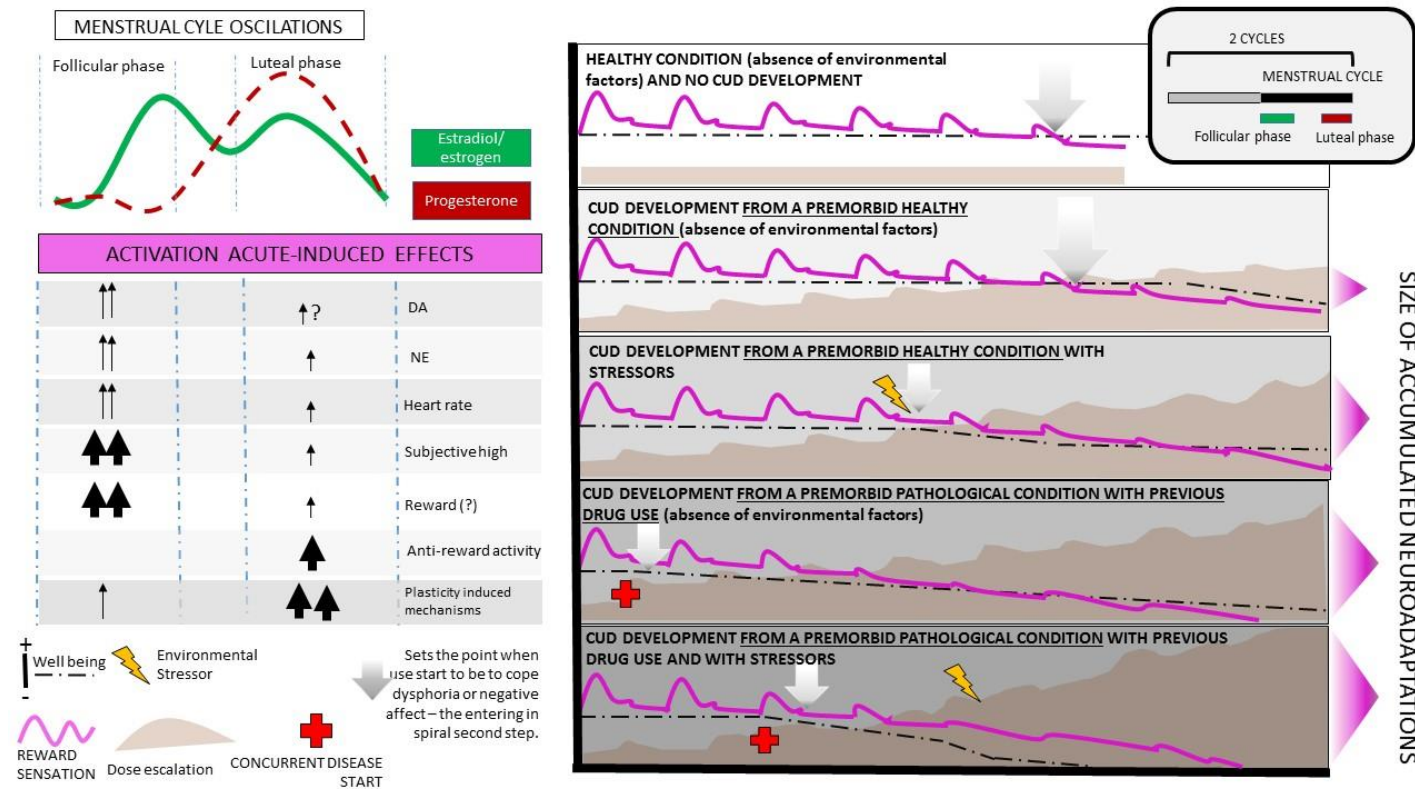 MENSTRUAL CYLE OSCILATIONS
Follicular phase
Luteal phase
Estradiol/
estrogen
Progesterone
ACTIVATION ACUTE-INDUCED EFFECTS
?
DA
NE
Heart rate
Subjective high
Reward (?)
Anti-reward activity
Plasticity induced
mechanisms
+
Well being
-
Environmental
Stressor
Sets the point when
use start to be to cope
dysphoria or negative
affect – the entering in
spiral second step.
REWARD
SENSATION
Dose escalation
CONCURRENT DISEASE
START
HEALTHY CONDITION (absence of environmental
factors) AND NO CUD DEVELOPMENT
2 CYCLES
MENSTRUAL CYCLE
Follicular phase
Luteal phase
CUD DEVELOPMENT FROM A PREMORBID HEALTHY
CONDITION (absence of environmental factors)
CUD DEVELOPMENT FROM A PREMORBID HEALTHY CONDITION WITH
STRESSORS
CUD DEVELOPMENT FROM A PREMORBID PATHOLOGICAL CONDITION WITH PREVIOUS
DRUG USE (absence of environmental factors)
CUD DEVELOPMENT FROM A PREMORBID PATHOLOGICAL CONDITION WITH PREVIOUS
DRUG USE AND WITH STRESSORS
SIZE OF ACCUMULATED NEUROADAPTATIONS